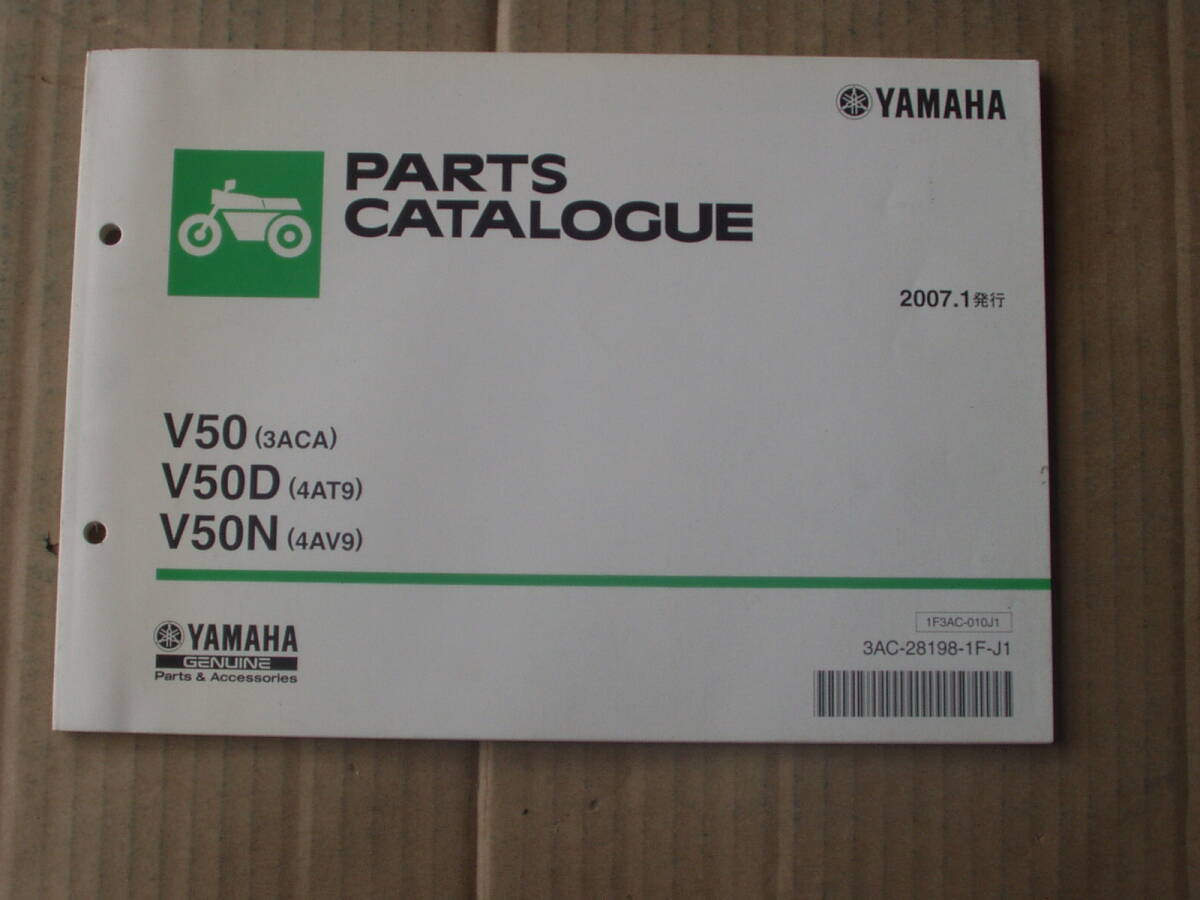 YAMAHA
PARTS
CATALOGUE
2007.1発行
V50 (3ACA)
V50D (4AT9)
V50N (4AV9)
YAMAHA
GENUINE
Parts & Accessories
1F3AC-010J1
3AC-28198-1F-J1